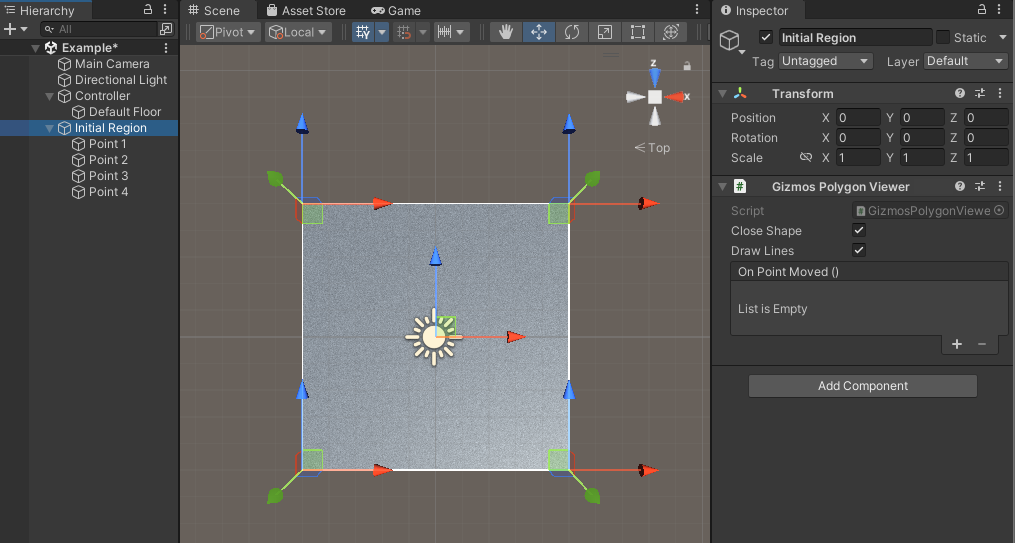 Hierarchy
All
Example*
Main Camera
Directional Light
Controller
Default Floor
Initial Region
Point 1
Point 2
Point 3
Point 4
Scene
Asset Store
Game
Pivot
Local
z
x
Top
Inspector
Initial Region
Static
Tag
Untagged
Layer
Default
Transform
Position X 0 Y 0 Z 0
Rotation X 0 Y 0 Z 0
Scale X 1 Y 1 Z 1
Gizmos Polygon Viewer
Script
GizmosPolygonViewe
Close Shape
Draw Lines
On Point Moved ()
List is Empty
Add Component